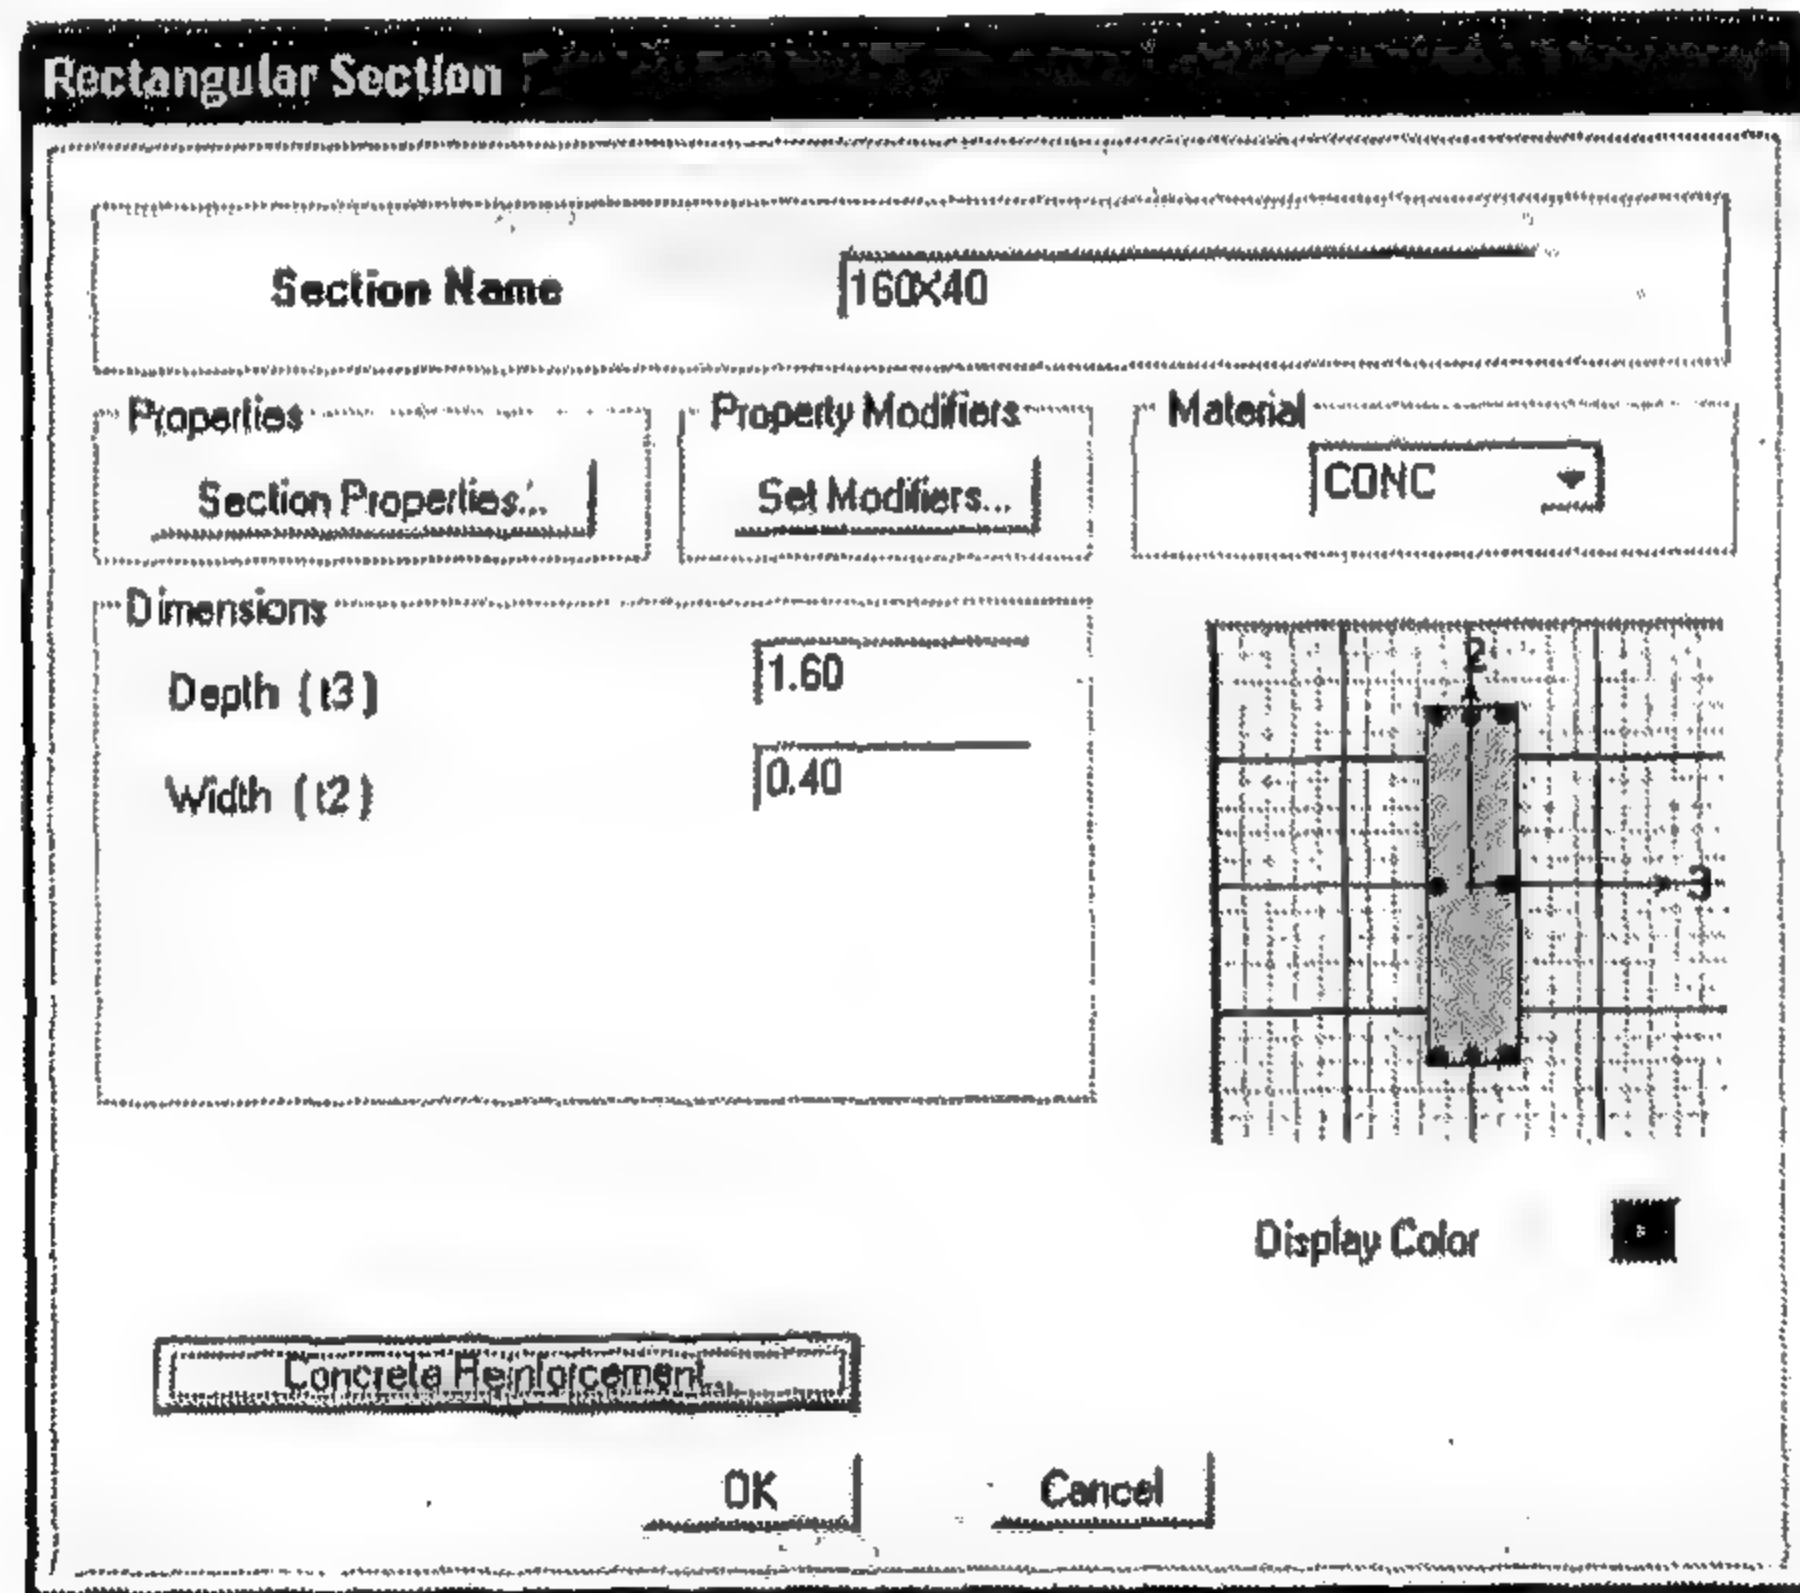 Rectangular Section
Section Name 160X40
Properties Property Modifiers Material
Section Properties... Set Modifiers... CONC
Dimensions
Depth ( t3 ) 1.60
Width ( t2 ) 0.40
2
3
Display Color
Concrete Reinforcement...
OK Cancel